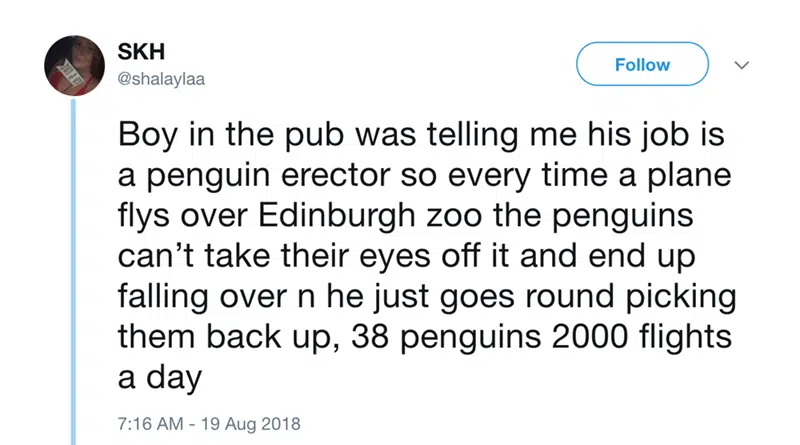 SKH
@shalaylaa
Follow
Boy in the pub was telling me his job is
a penguin erector so every time a plane
flys over Edinburgh zoo the penguins
can’t take their eyes off it and end up
falling over n he just goes round picking
them back up, 38 penguins 2000 flights
a day
7:16 AM - 19 Aug 2018